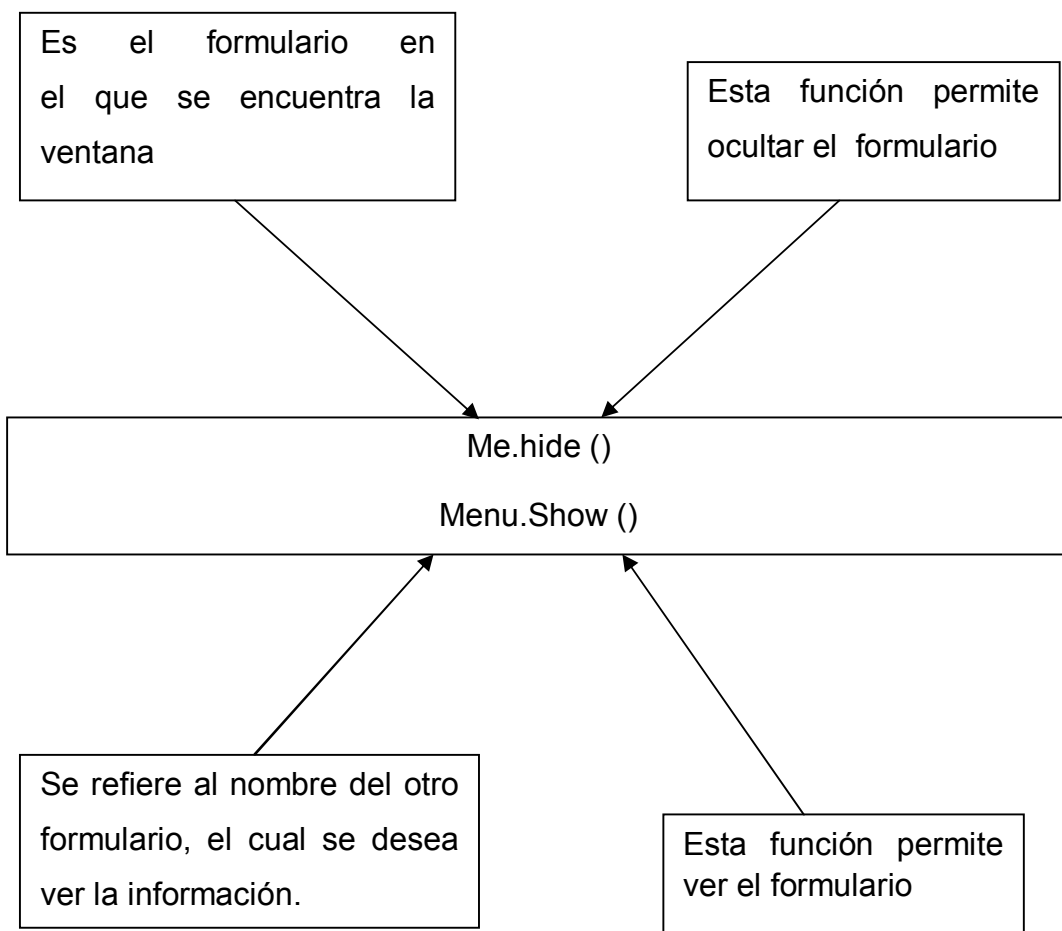 Es el formulario en
el que se encuentra la
ventana
Esta función permite
ocultar el formulario
Me.hide ()
Menu.Show ()
Se refiere al nombre del otro
formulario, el cual se desea
ver la información.
Esta función permite
ver el formulario